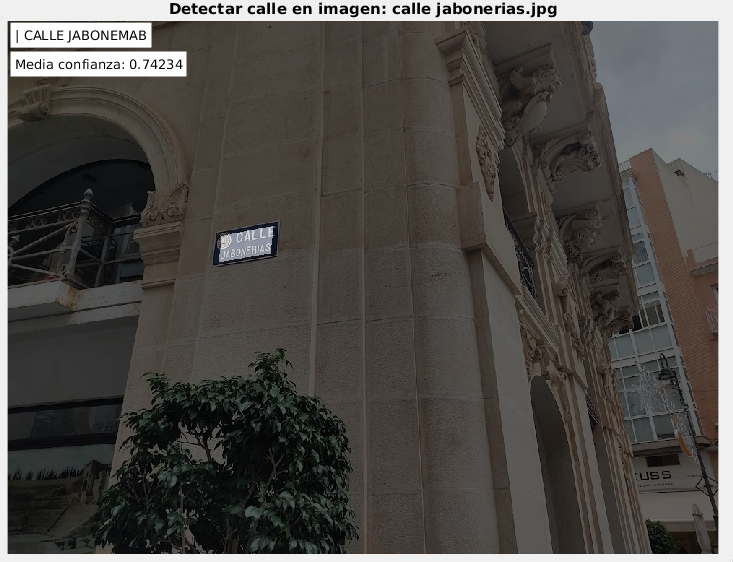 Detectar calle en imagen: calle jabonerias.jpg
| CALLE JABONEMAB
Media confianza: 0.74234
CALLE
JABONERIAS
USS